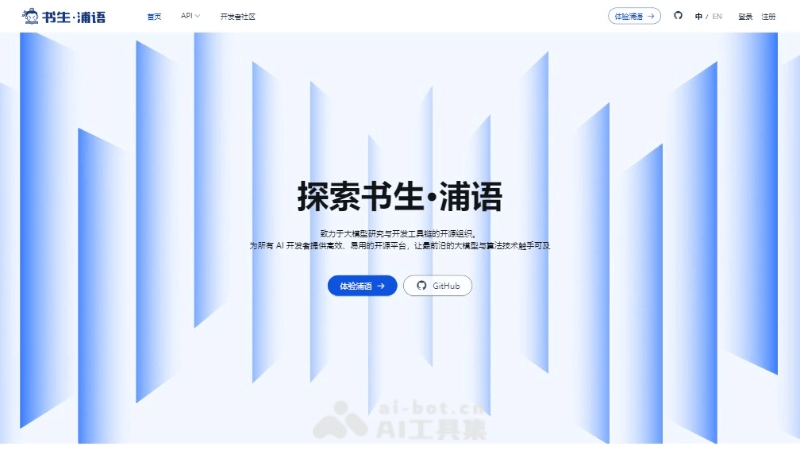 书生·浦语
首页
API
开发者社区
体验浦语 →
中 / EN
登录
注册
探索书生·浦语
致力于大模型研究与开发工具链的开源组织。
为所有 AI 开发者提供高效、易用的开源平台，让最前沿的大模型与算法技术触手可及
体验浦语 →
GitHub
ai-bot.cn
AI工具集